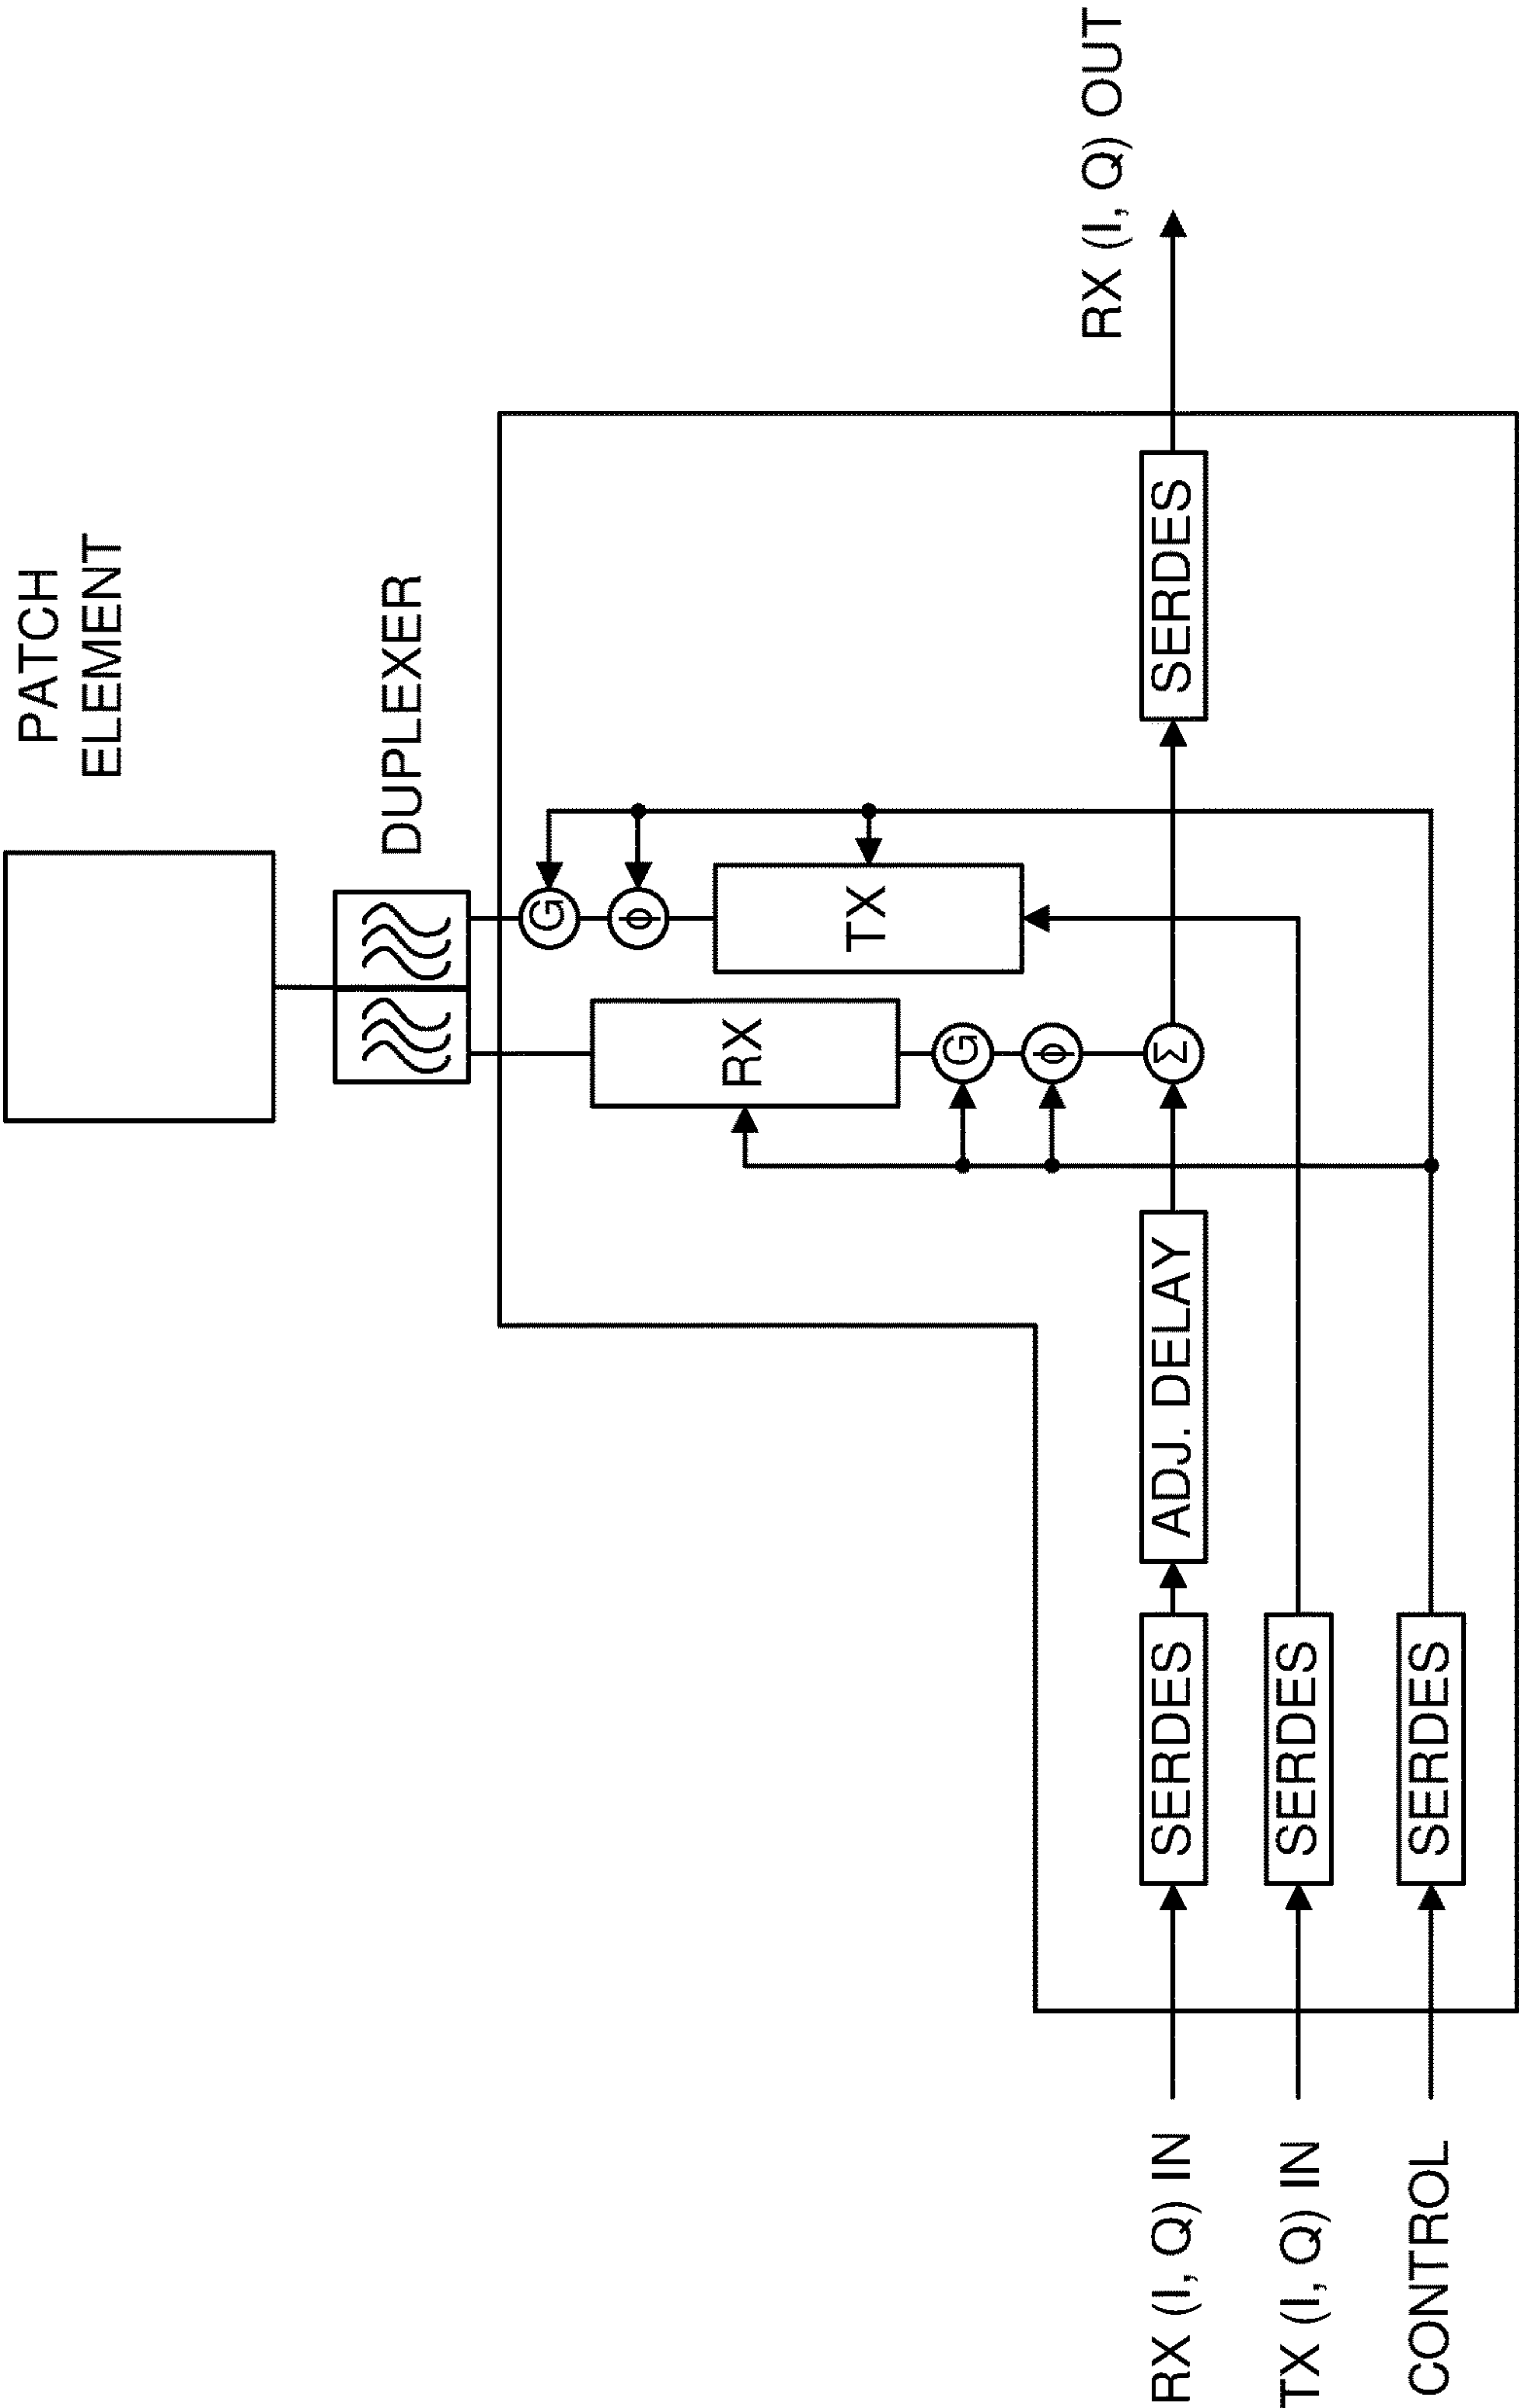 PATCH
ELEMENT
DUPLEXER
G
ϕ
TX
RX
G
ϕ
Σ
RX (I, Q) IN
SERDES
ADJ. DELAY
SERDES
RX (I, Q) OUT
TX (I, Q) IN
SERDES
CONTROL
SERDES